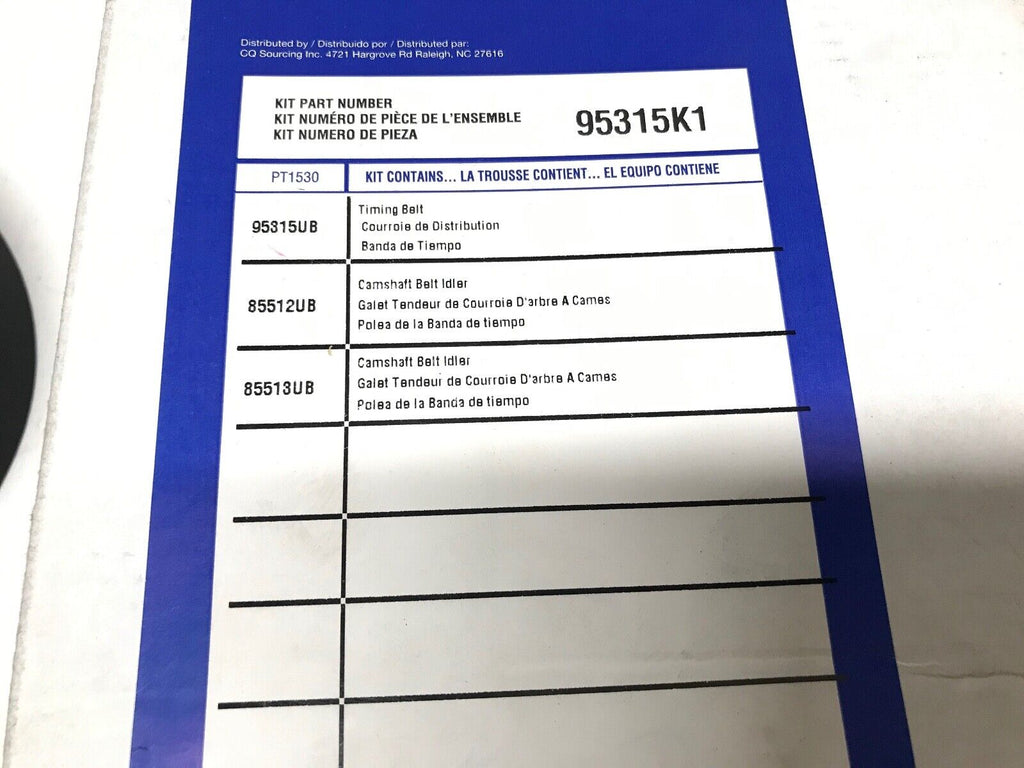 Distributed by / Distribuido por / Distributed par:
CQ Sourcing Inc. 4721 Hargrove Rd Raleigh, NC 27616
KIT PART NUMBER
KIT NUMÉRO DE PIÈCE DE L'ENSEMBLE
KIT NUMERO DE PIEZA
95315K1
PT1530
KIT CONTAINS... LA TROUSSE CONTIENT... EL EQUIPO CONTIENE
95315UB
Timing Belt
Courroie de Distribution
Banda de Tiempo
85512UB
Camshaft Belt Idler
Galet Tendeur de Courroie D'arbre A Cames
Polea de la Banda de tiempo
85513UB
Camshaft Belt Idler
Galet Tendeur de Courroie D'arbre A Cames
Polea de la Banda de tiempo